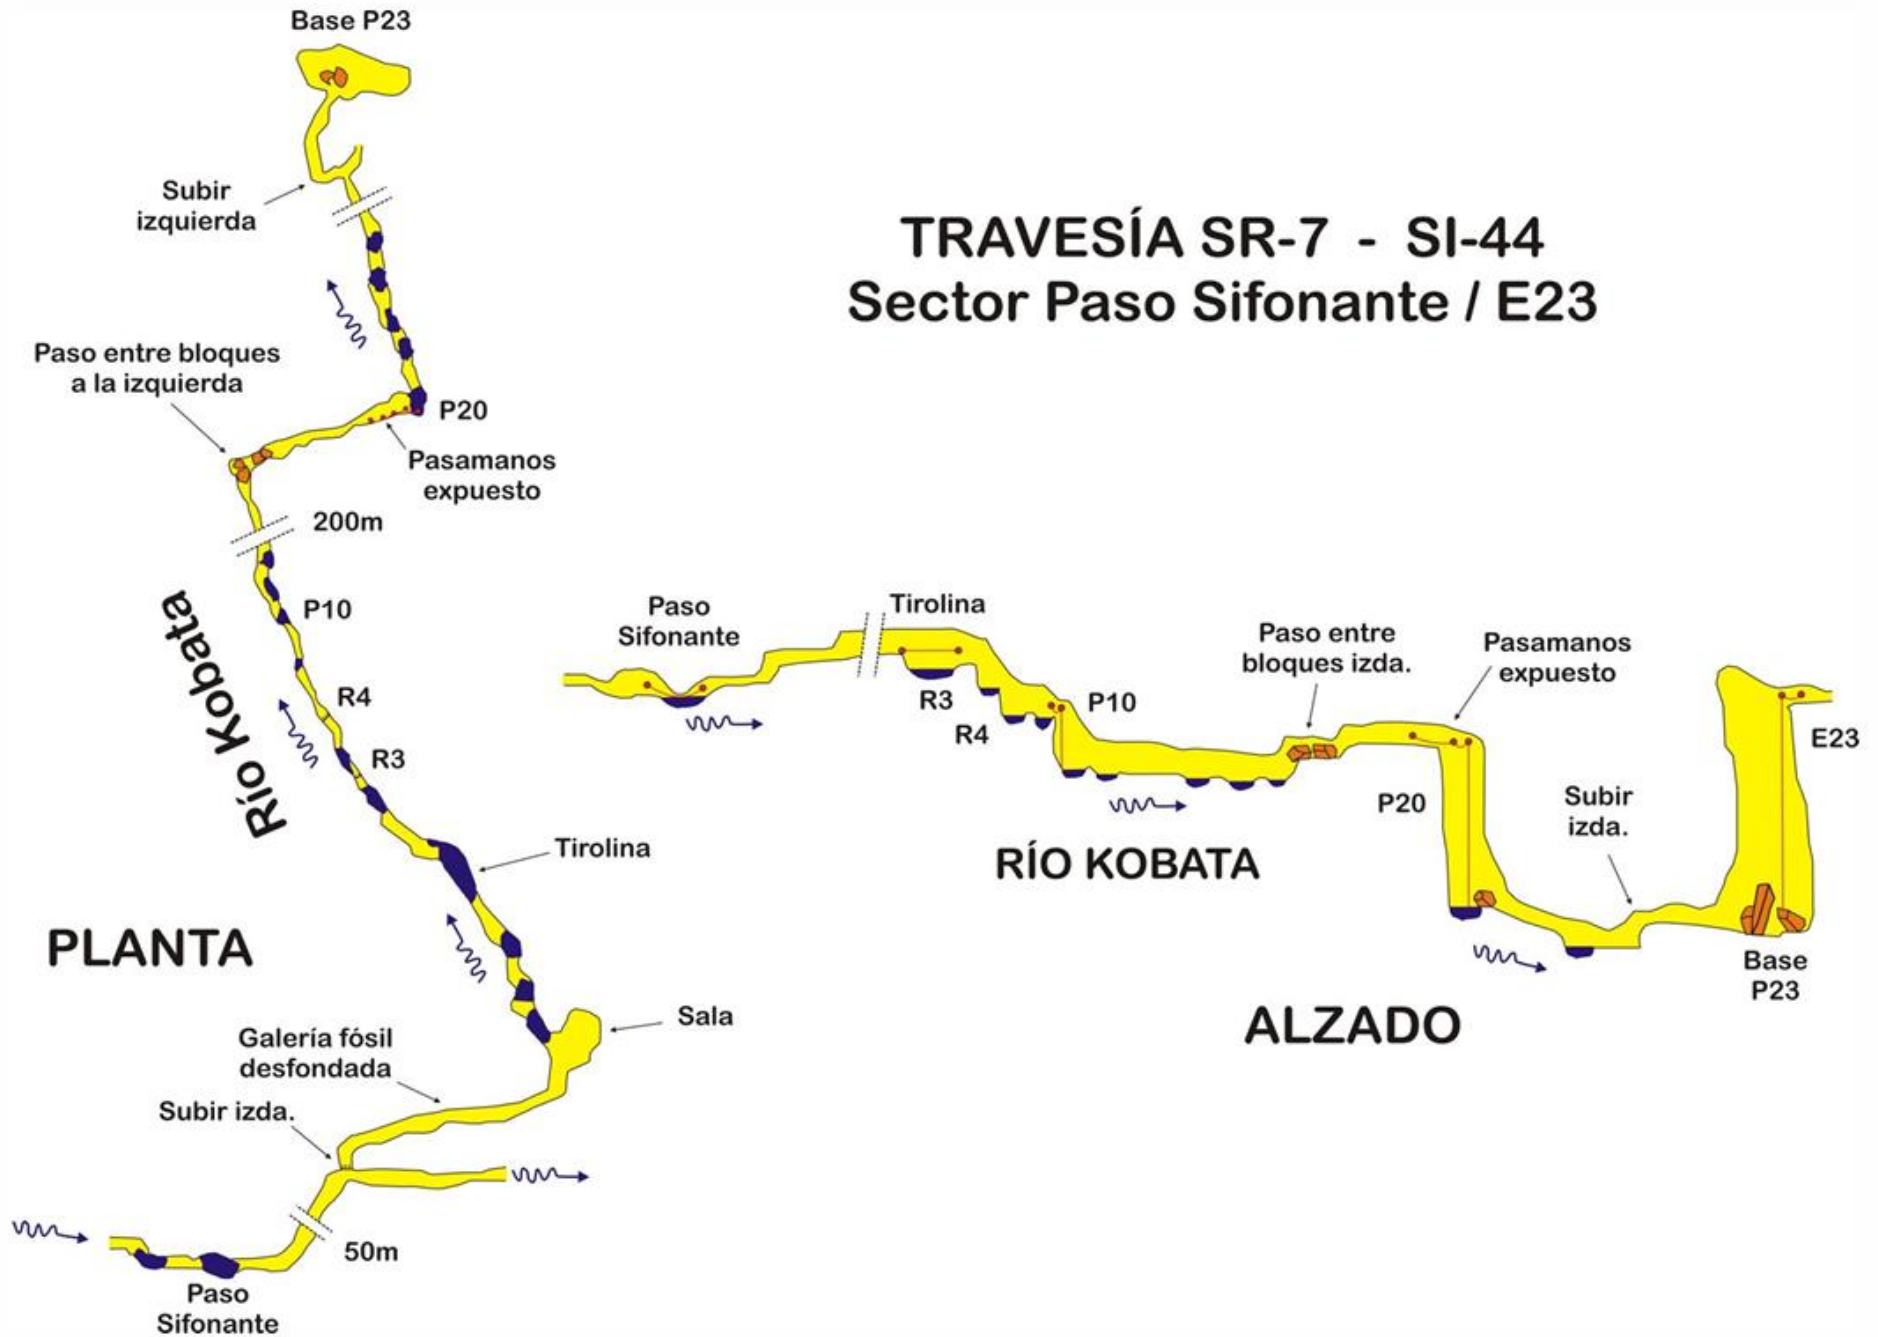 Base P23
Subir
izquierda
TRAVESÍA SR-7 - SI-44
Sector Paso Sifonante / E23
Paso entre bloques
a la izquierda
P20
Pasamanos
expuesto
200m
P10
Río Kobata
R4
R3
Tirolina
PLANTA
Sala
Galería fósil
desfondada
Subir izda.
50m
Paso
Sifonante
Paso
Sifonante
Tirolina
R3
R4
P10
Paso entre
bloques izda.
Pasamanos
expuesto
E23
P20
Subir
izda.
RÍO KOBATA
Base
P23
ALZADO